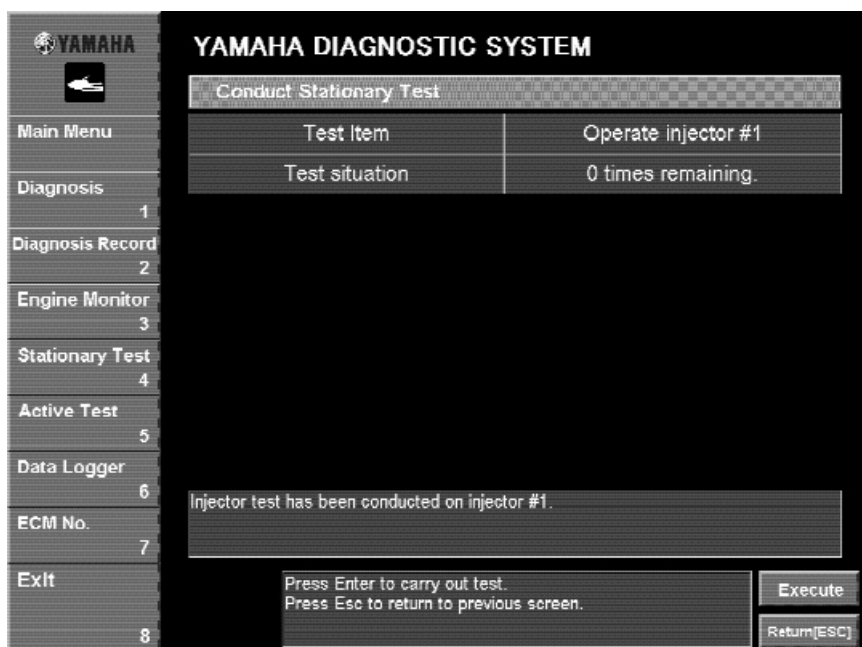 YAMAHA
YAMAHA DIAGNOSTIC SYSTEM
Conduct Stationary Test
Test Item
Operate injector #1
Test situation
0 times remaining.
Main Menu
Diagnosis
1
Diagnosis Record
2
Engine Monitor
3
Stationary Test
4
Active Test
5
Data Logger
6
ECM No.
7
Exit
8
Injector test has been conducted on injector #1.
Press Enter to carry out test.
Press Esc to return to previous screen.
Execute
Return[ESC]